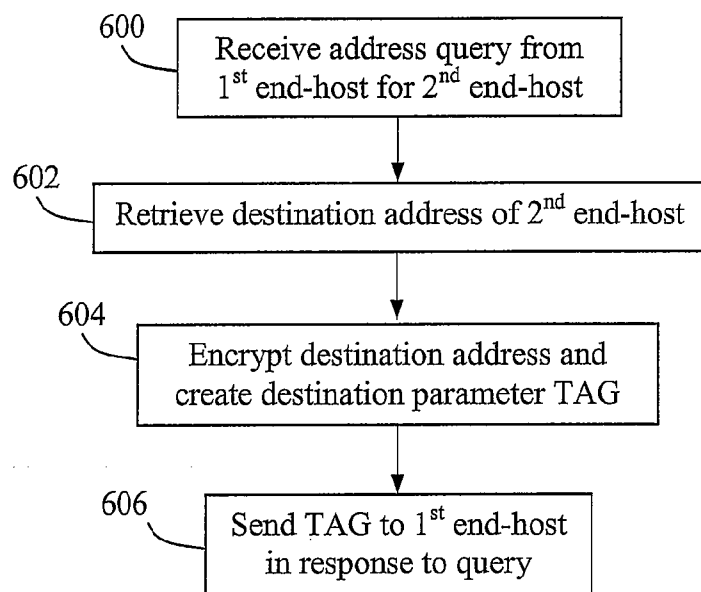 600
Receive address query from
1st end-host for 2nd end-host
602
Retrieve destination address of 2nd end-host
604
Encrypt destination address and
create destination parameter TAG
606
Send TAG to 1st end-host
in response to query